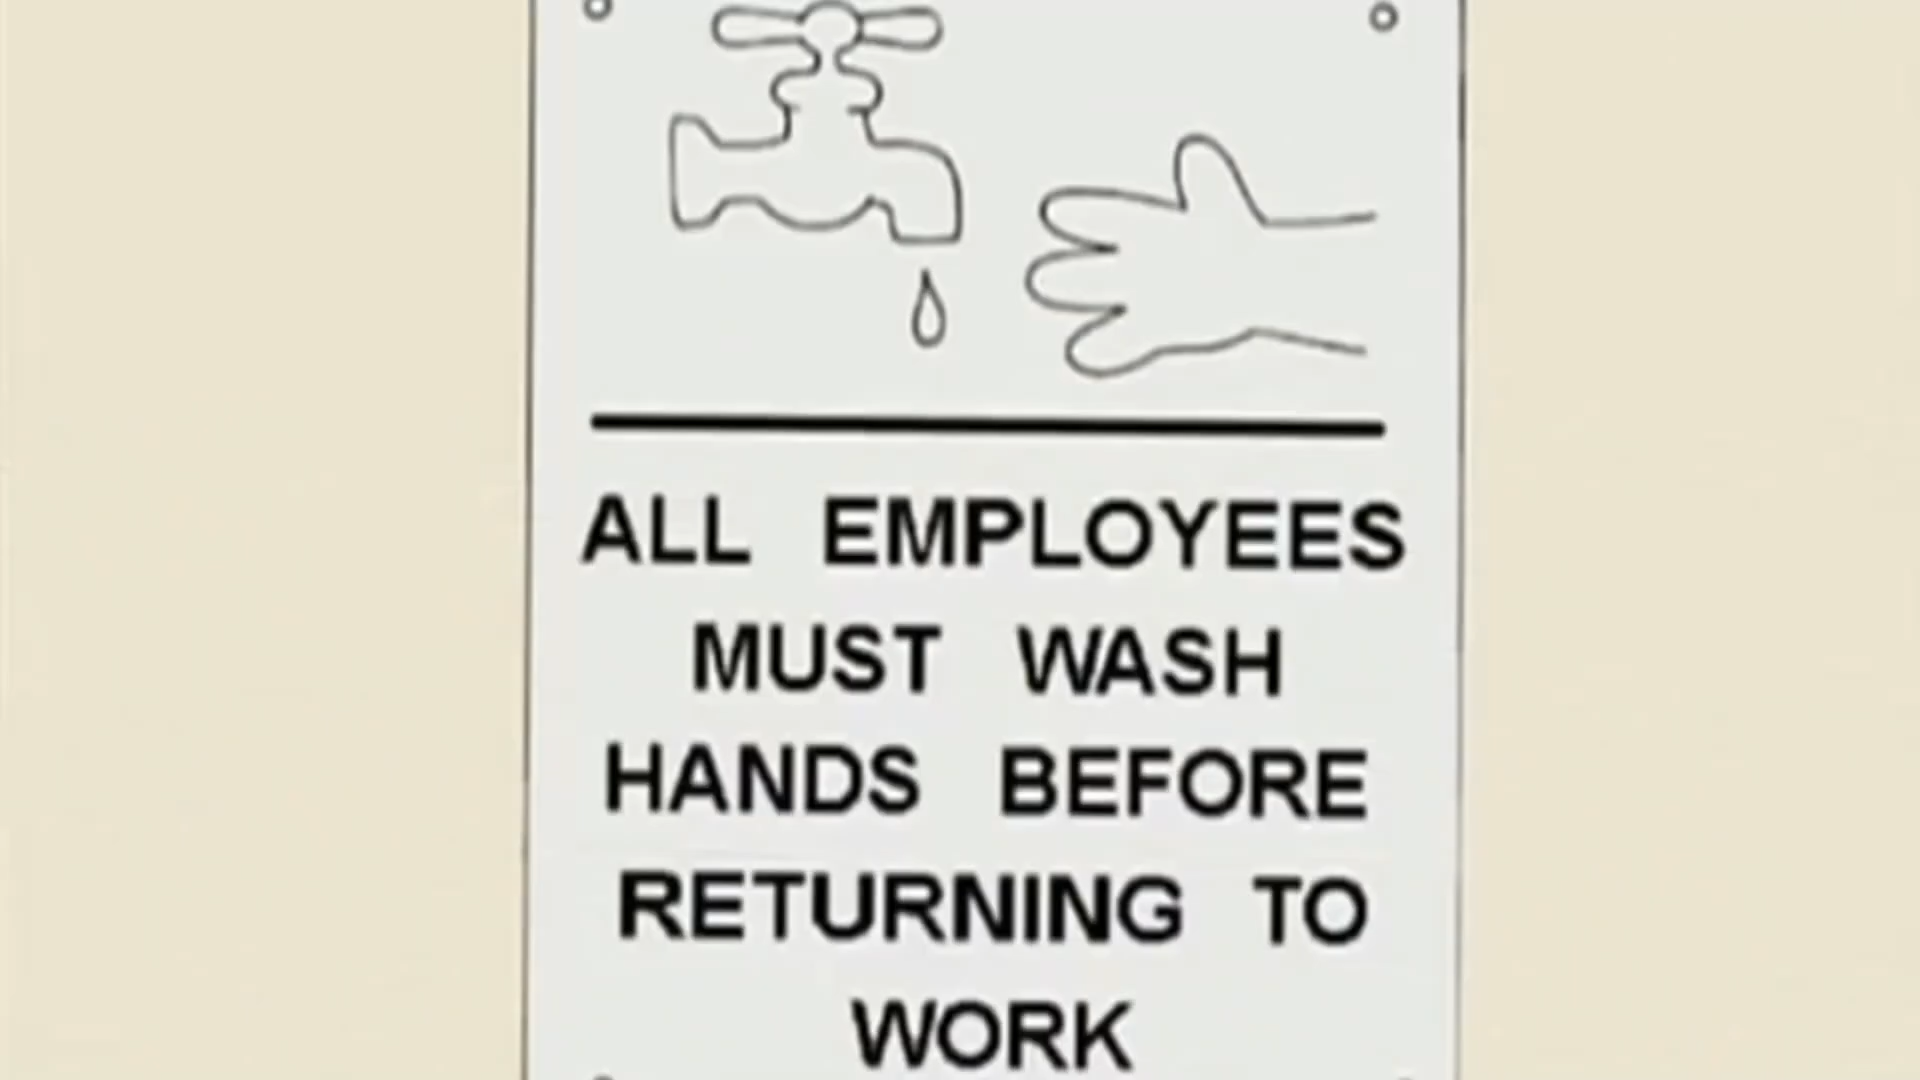 ALL EMPLOYEES
MUST WASH
HANDS BEFORE
RETURNING TO
WORK